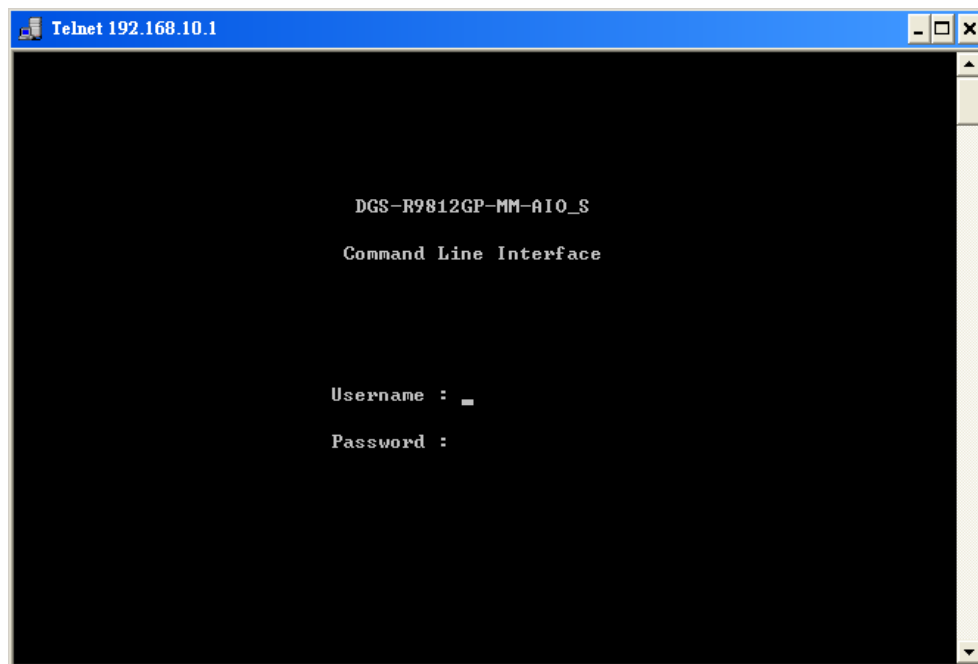 Telnet 192.168.10.1
DGS-R9812GP-MM-AIO_S
Command Line Interface
Username : _
Password :